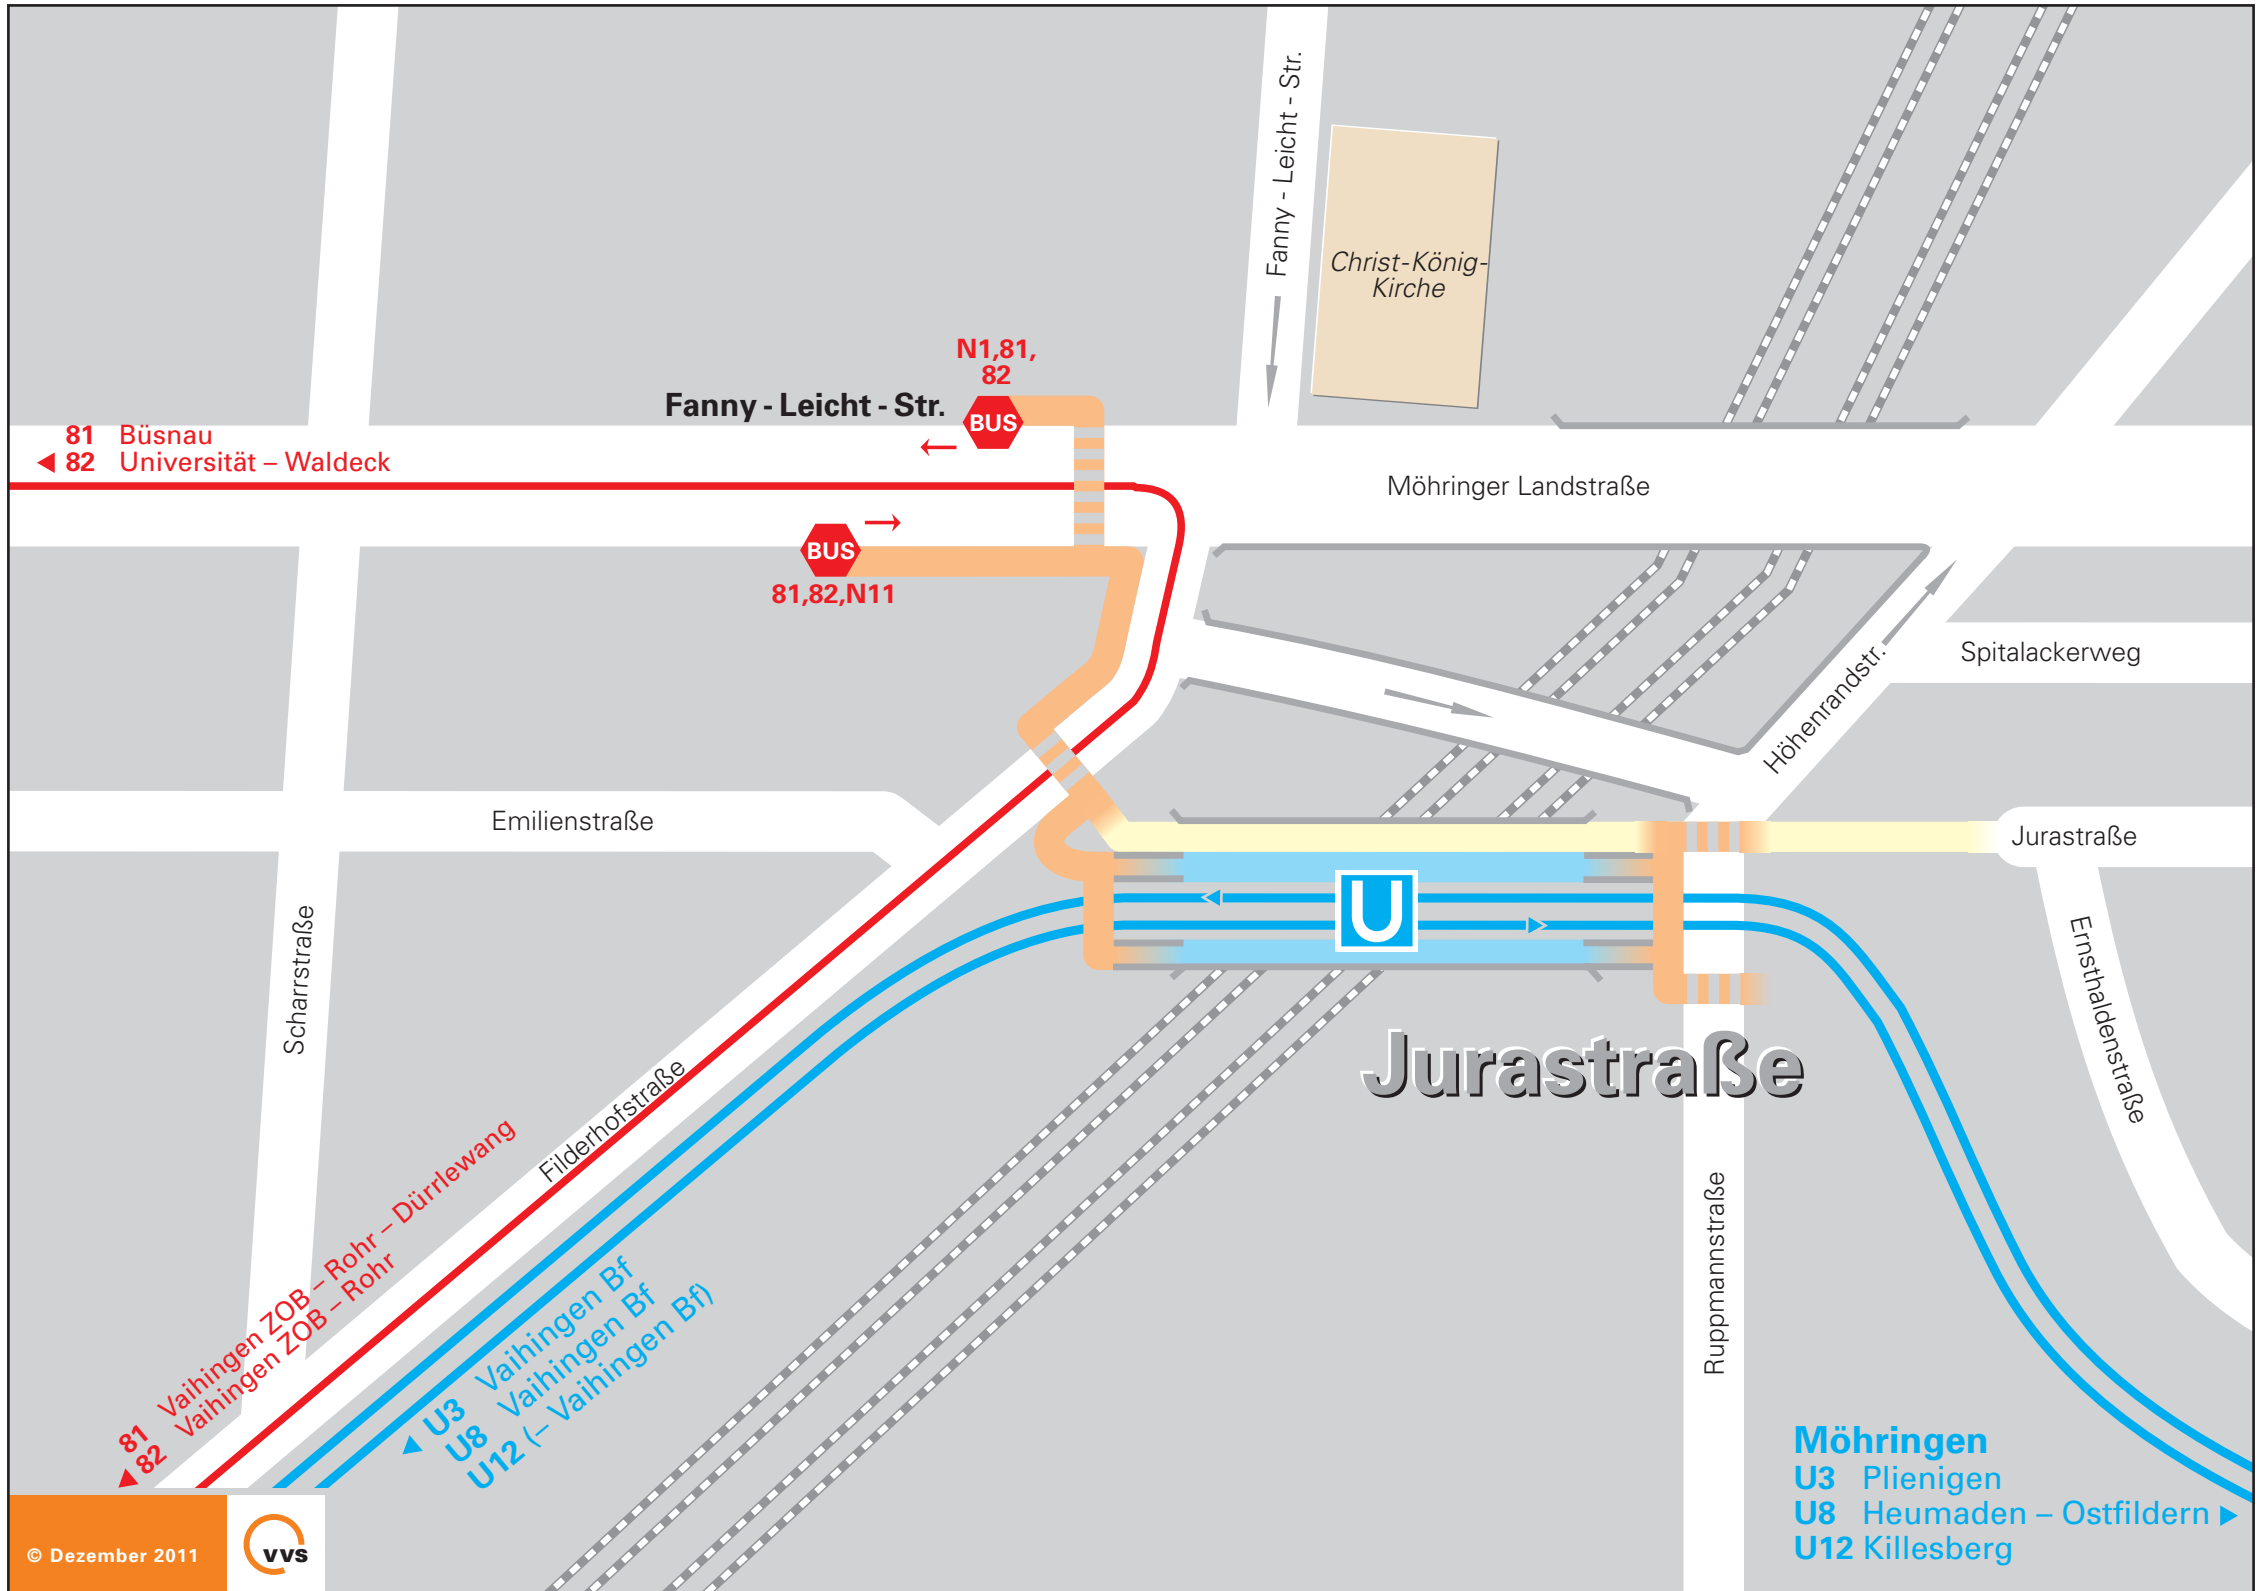 Fanny - Leicht - Str.
Christ-König-
Kirche
N1,81,
82
Fanny - Leicht - Str.
BUS
81 Büsnau
82 Universität – Waldeck
Möhringer Landstraße
BUS
81,82,N11
Spitalackerweg
Höhenrandstr.
Emilienstraße
Jurastraße
U
Scharrstraße
Ernsthaldenstraße
Jurastraße
Filderhofstraße
Ruppmannstraße
81 Vaihingen ZOB – Rohr – Dürrlewang
82 Vaihingen ZOB – Rohr
U3 Vaihingen Bf
U8 Vaihingen Bf
U12 (– Vaihingen Bf)
Möhringen
U3 Plienigen
U8 Heumaden – Ostfildern
U12 Killesberg
© Dezember 2011
vvs